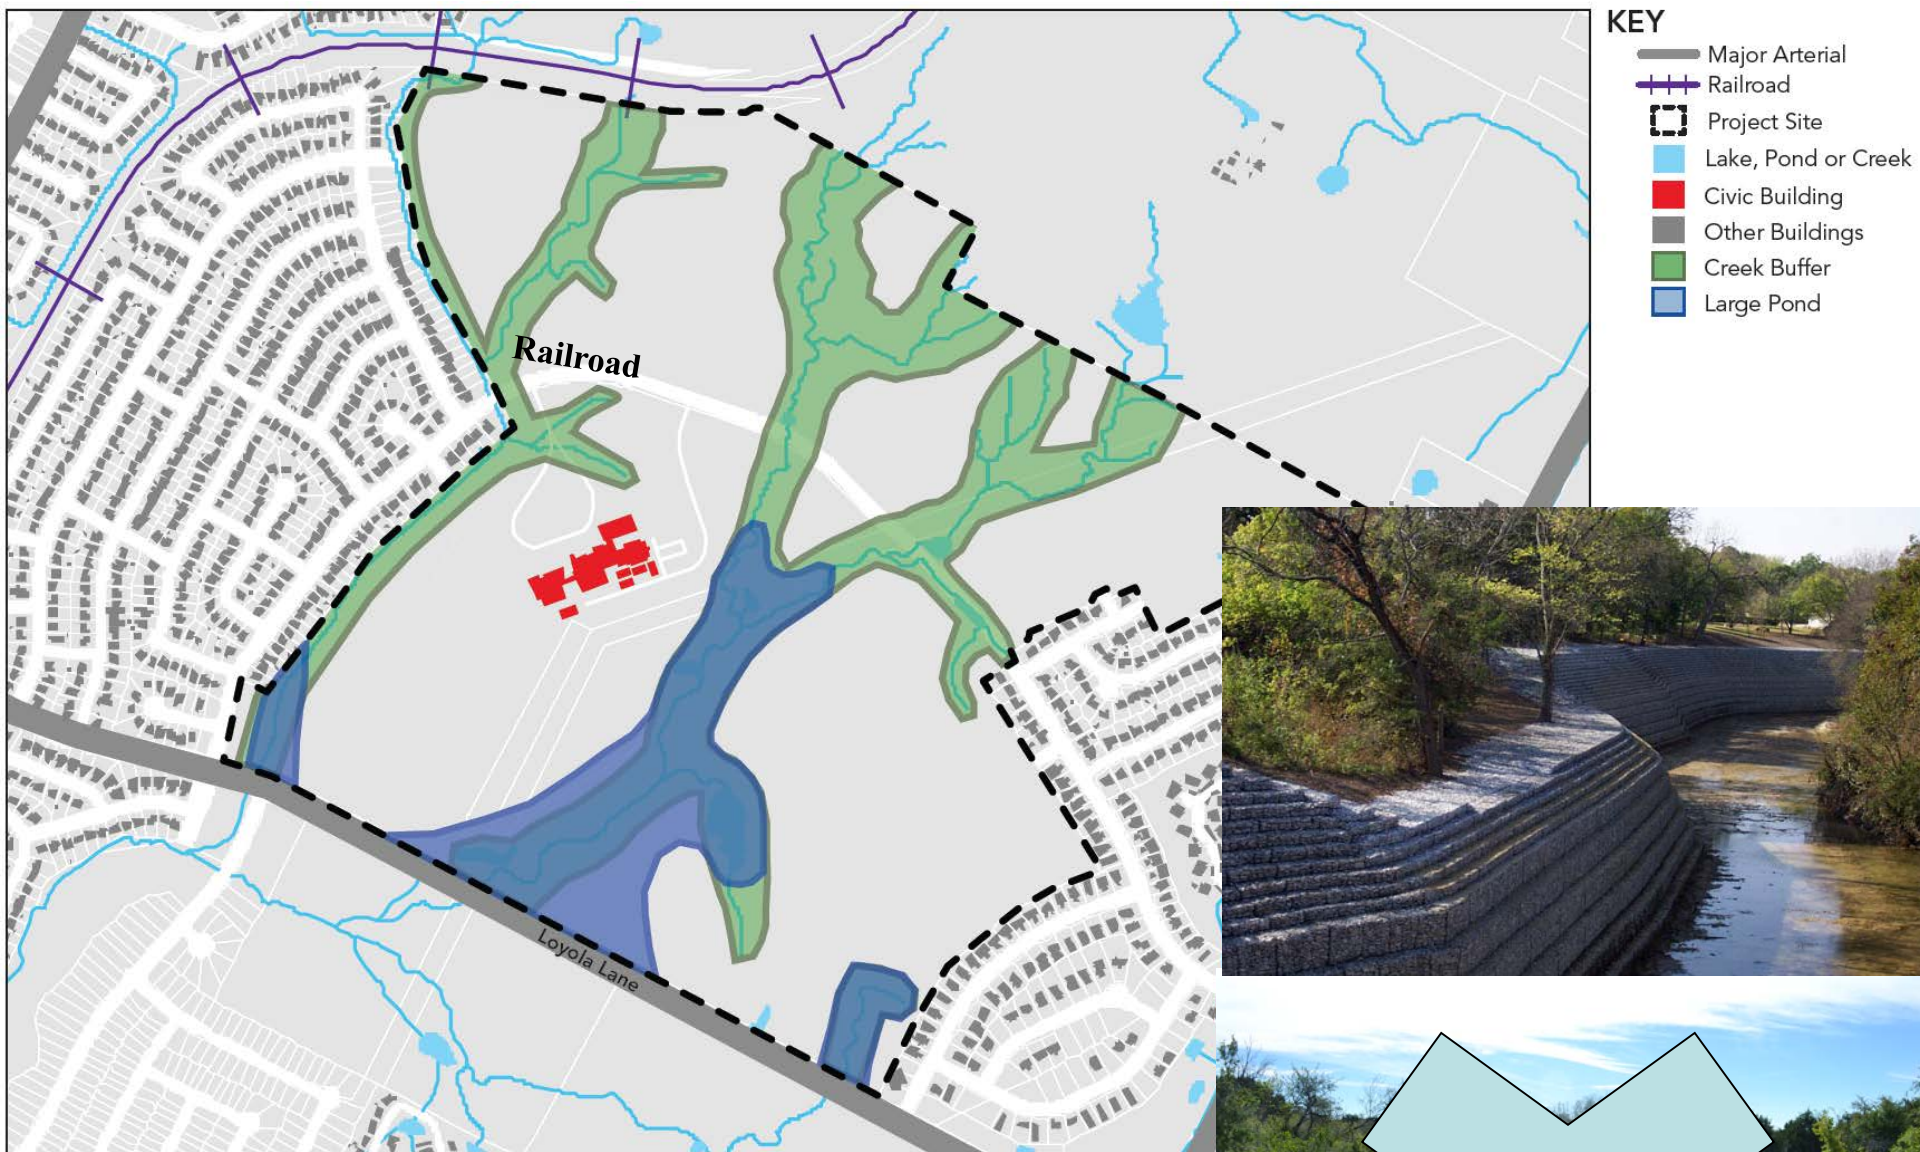 KEY
Major Arterial
Railroad
Project Site
Lake, Pond or Creek
Civic Building
Other Buildings
Creek Buffer
Large Pond
Railroad
Loyola Lane